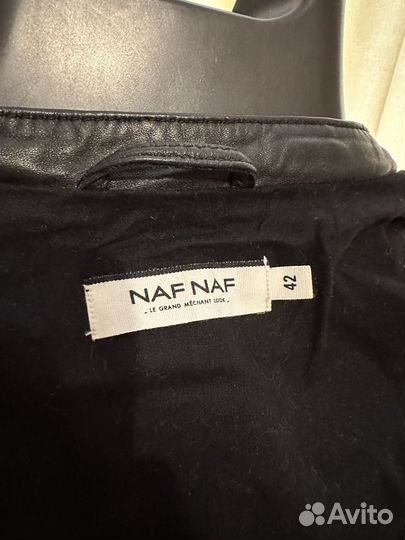 NAF NAF
- LE GRAND MÉCHANT LOOK -
42
Avito